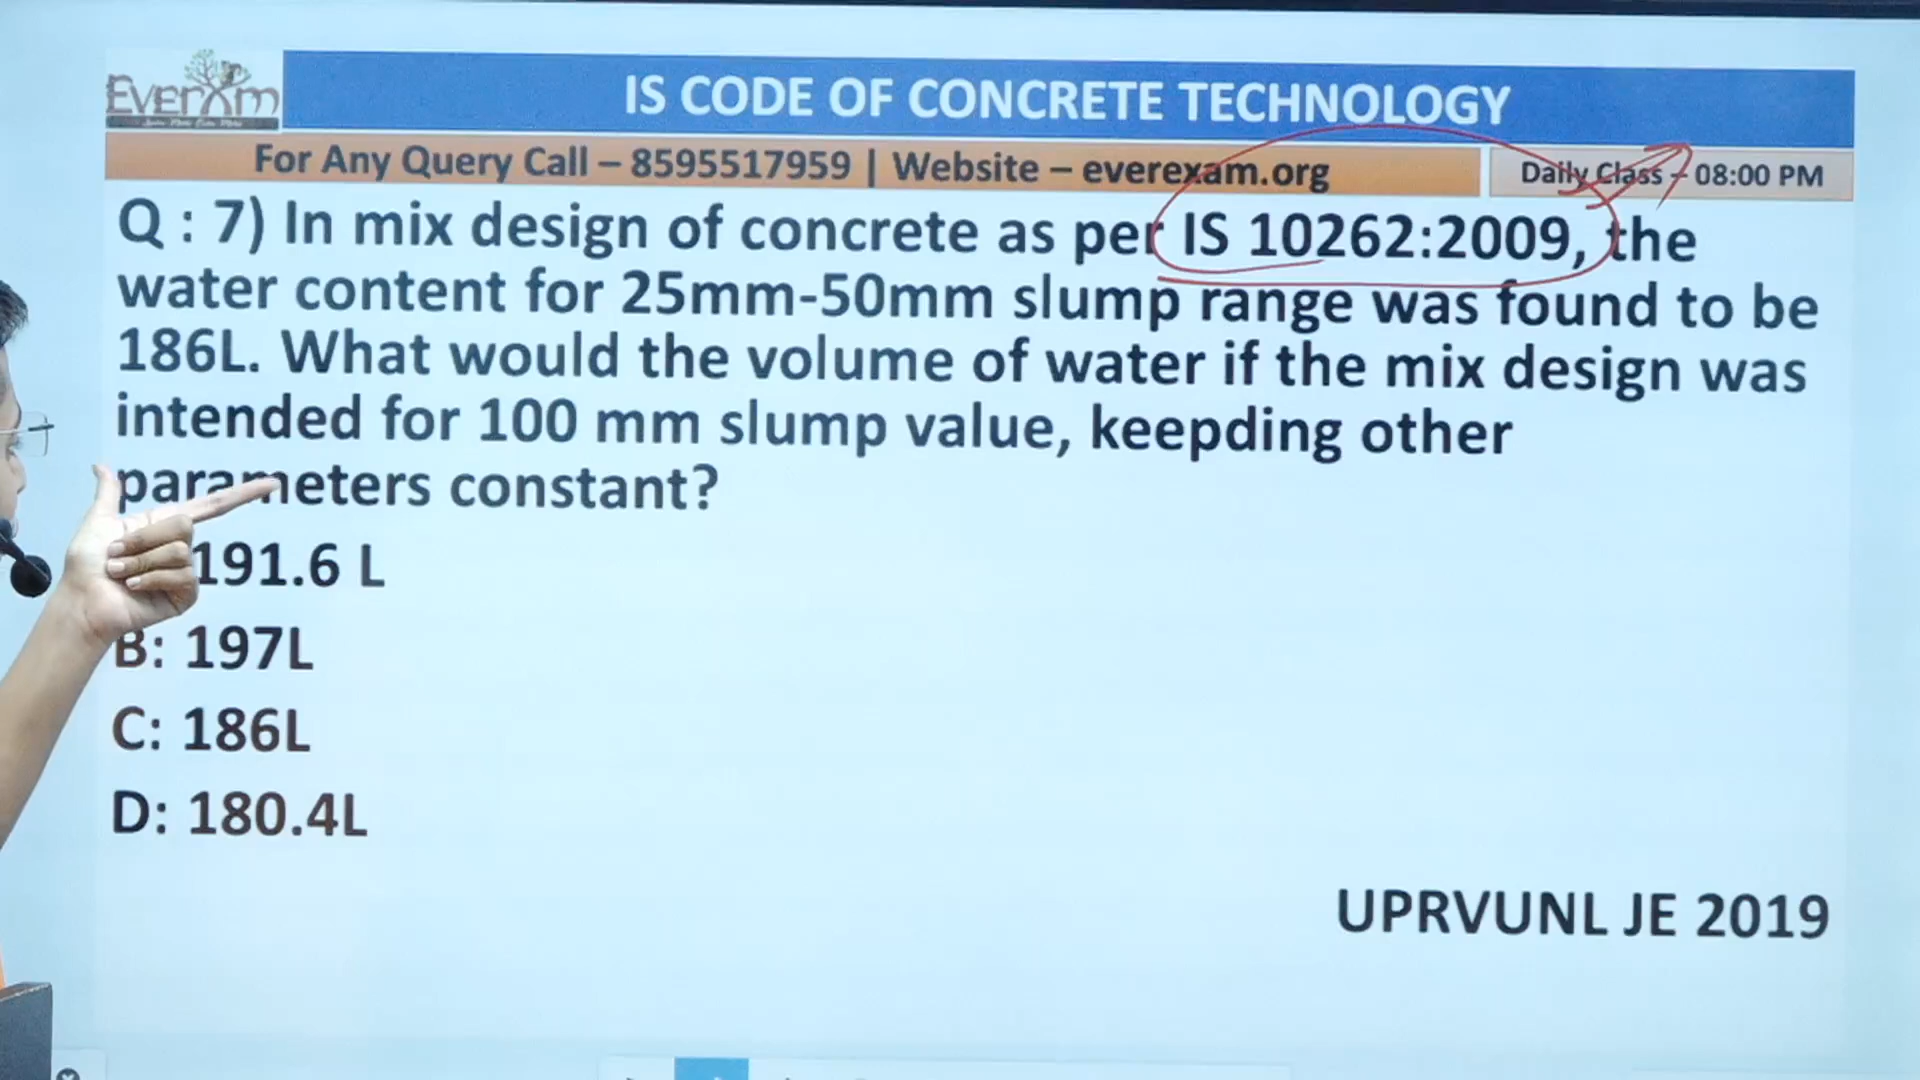 EverExam
IS CODE OF CONCRETE TECHNOLOGY
For Any Query Call – 8595517959 | Website – everexam.org
Daily Class – 08:00 PM
Q : 7) In mix design of concrete as per IS 10262:2009, the
water content for 25mm-50mm slump range was found to be
186L. What would the volume of water if the mix design was
intended for 100 mm slump value, keepding other
parameters constant?
191.6 L
B: 197L
C: 186L
D: 180.4L
UPRVUNL JE 2019